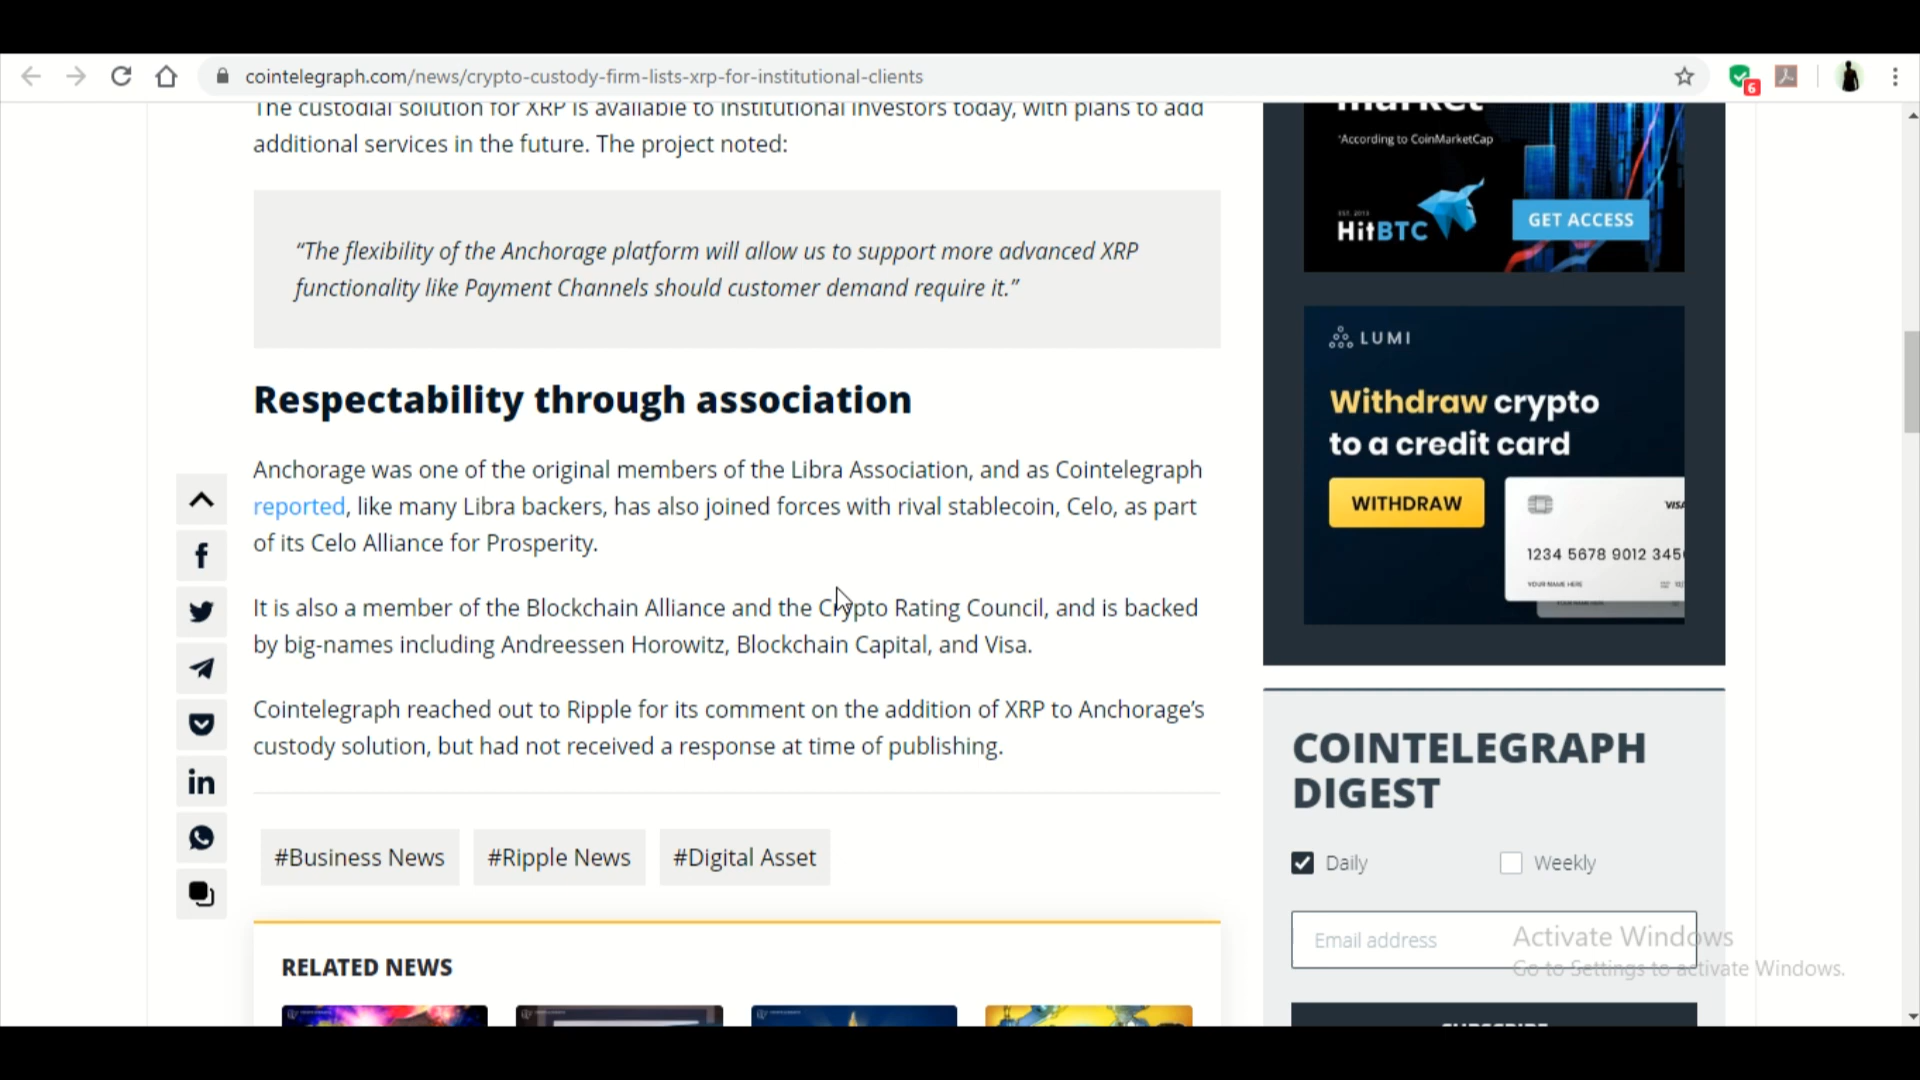 cointelegraph.com/news/crypto-custody-firm-lists-xrp-for-institutional-clients
6
The custodial solution for XRP is available to institutional investors today, with plans to add
additional services in the future. The project noted:
“The flexibility of the Anchorage platform will allow us to support more advanced XRP
functionality like Payment Channels should customer demand require it.”
Respectability through association
Anchorage was one of the original members of the Libra Association, and as Cointelegraph
reported, like many Libra backers, has also joined forces with rival stablecoin, Celo, as part
of its Celo Alliance for Prosperity.
It is also a member of the Blockchain Alliance and the Crypto Rating Council, and is backed
by big-names including Andreessen Horowitz, Blockchain Capital, and Visa.
Cointelegraph reached out to Ripple for its comment on the addition of XRP to Anchorage’s
custody solution, but had not received a response at time of publishing.
#Business News #Ripple News #Digital Asset
RELATED NEWS
market
*According to CoinMarketCap
EST. 2013
HitBTC
GET ACCESS
LUMI
Withdraw crypto
to a credit card
WITHDRAW
VISA
1234 5678 9012 345
YOUR NAME HERE
YOUR NAME HERE
COINTELEGRAPH
DIGEST
Daily Weekly
Email address
Activate Windows
Go to Settings to activate Windows.
SUBSCRIBE